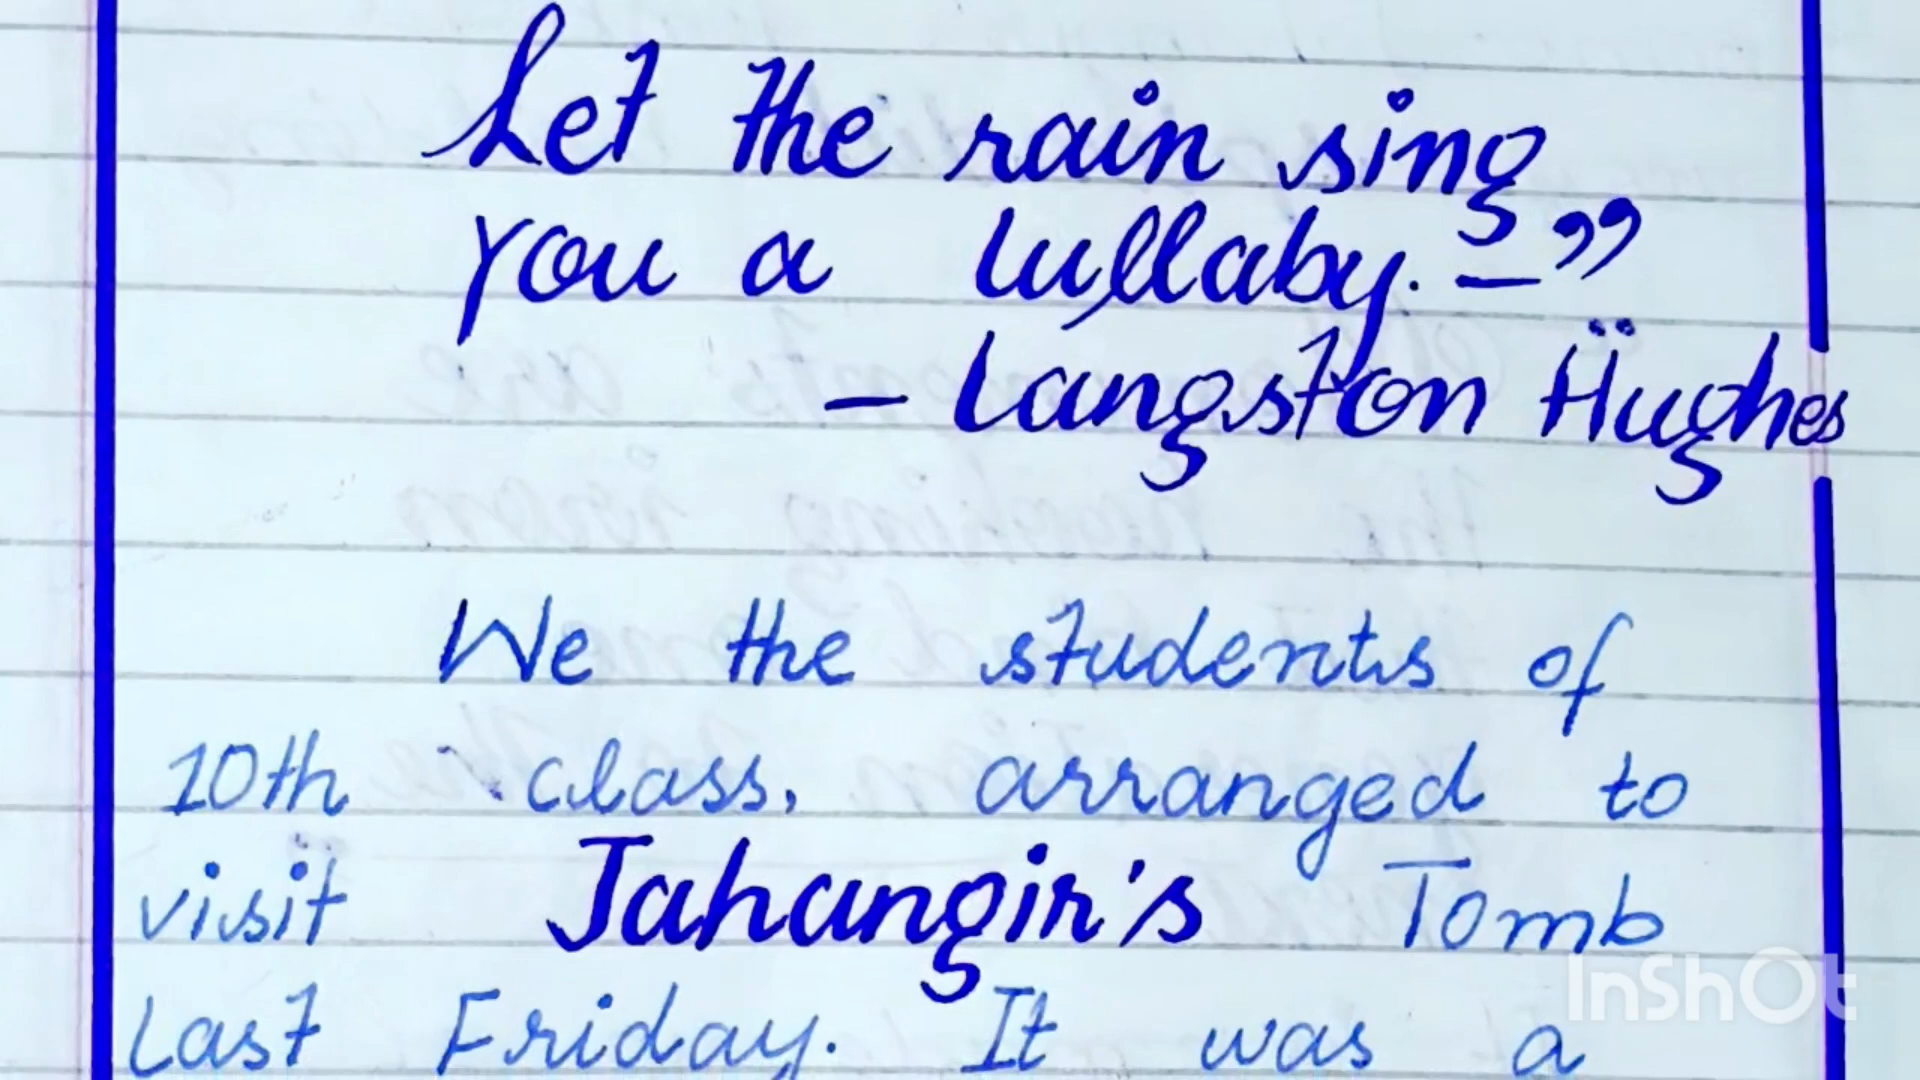 Let the rain sing
you a lullaby. –”
– Langston Hughes
We the students of
10th class, arranged to
visit Jahangir's Tomb
last Friday. It was a
InShOt